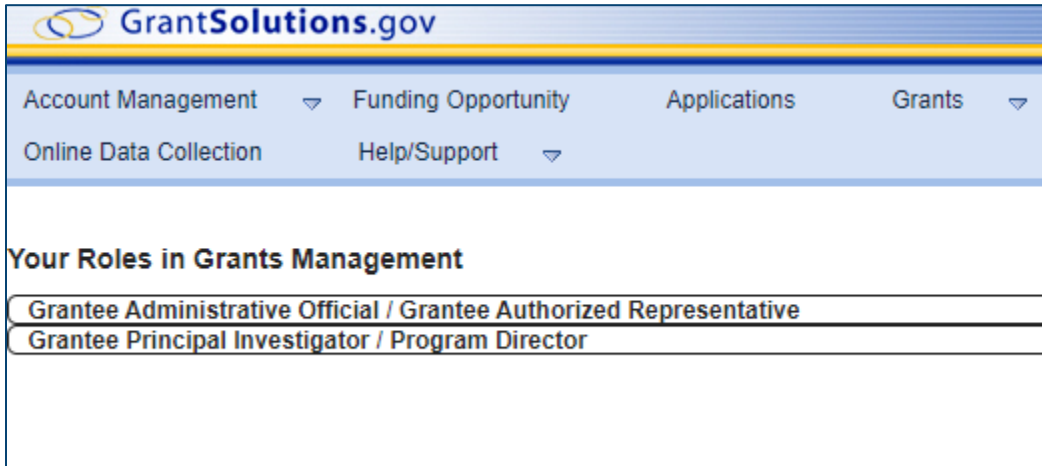 GrantSolutions.gov
Account Management Funding Opportunity Applications Grants
Online Data Collection Help/Support
Your Roles in Grants Management
Grantee Administrative Official / Grantee Authorized Representative
Grantee Principal Investigator / Program Director